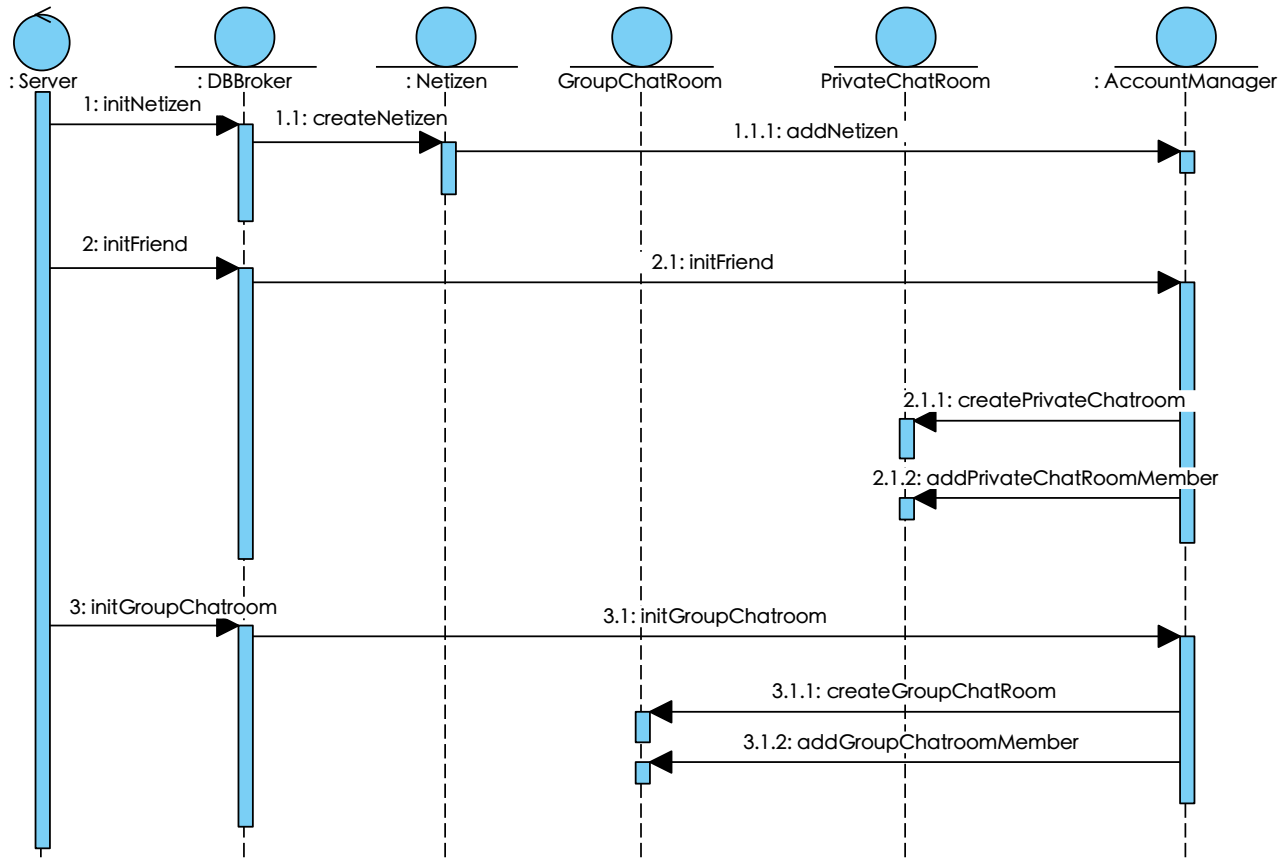 : Server
: DBBroker
: Netizen
GroupChatRoom
PrivateChatRoom
: AccountManager
1: initNetizen
1.1: createNetizen
1.1.1: addNetizen
2: initFriend
2.1: initFriend
2.1.1: createPrivateChatroom
2.1.2: addPrivateChatRoomMember
3: initGroupChatroom
3.1: initGroupChatroom
3.1.1: createGroupChatRoom
3.1.2: addGroupChatroomMember